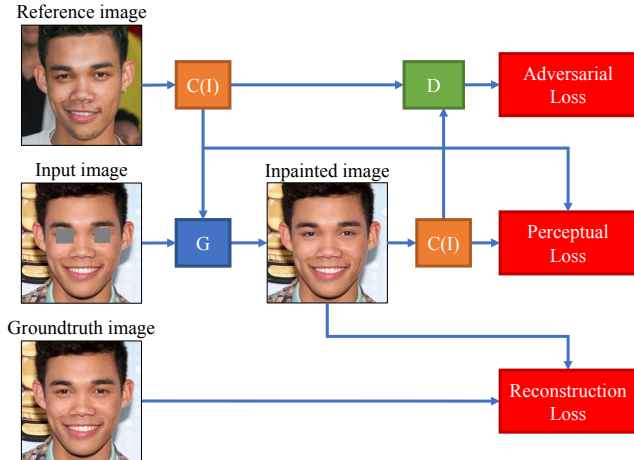 Reference image
C(I)
D
Adversarial
Loss
Input image
Inpainted image
G
C(I)
Perceptual
Loss
Groundtruth image
Reconstruction
Loss